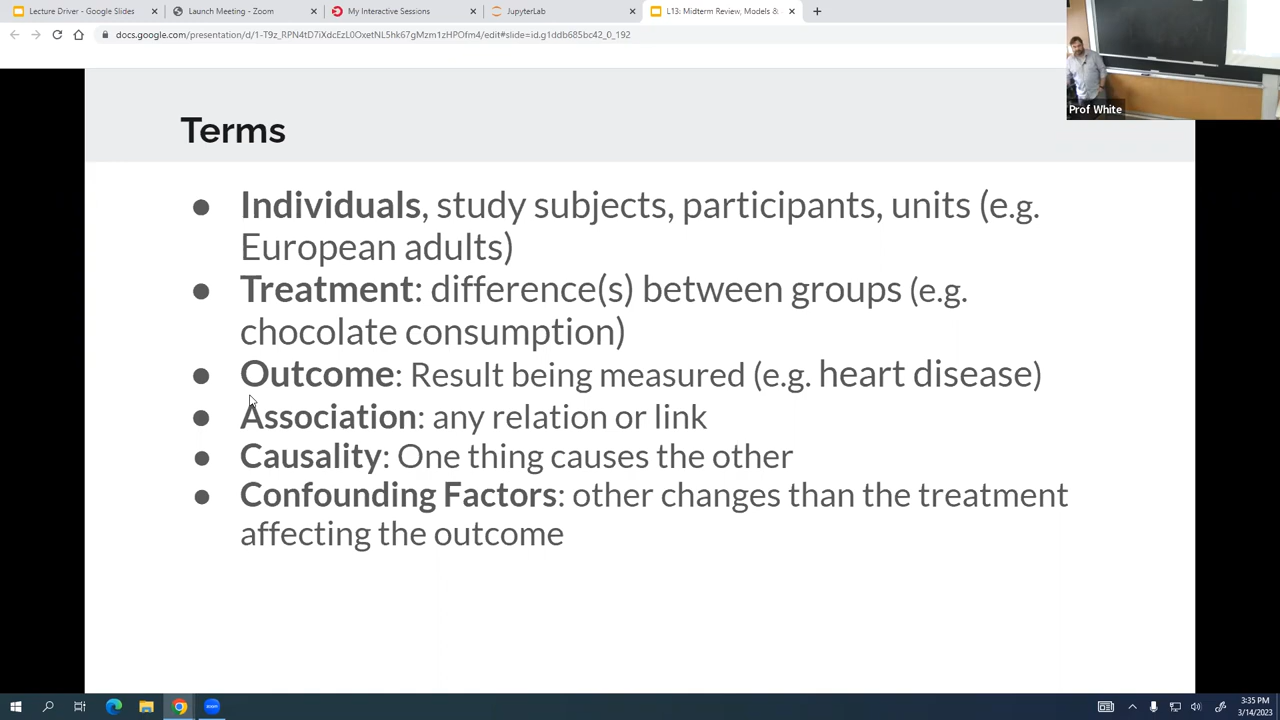 Lecture Driver - Google Slides
Launch Meeting - Zoom
My Interactive Sessions
JupyterLab
L13: Midterm Review, Models &
docs.google.com/presentation/d/1-T9z_RPN4tD7iXdcEzL0OxetNL5hk67gMzm1zHPOfm4/edit#slide=id.g1ddb685bc42_0_192
Prof White
Terms
● Individuals, study subjects, participants, units (e.g.
European adults)
● Treatment: difference(s) between groups (e.g.
chocolate consumption)
● Outcome: Result being measured (e.g. heart disease)
● Association: any relation or link
● Causality: One thing causes the other
● Confounding Factors: other changes than the treatment
affecting the outcome
zoom
3:35 PM
3/14/2023